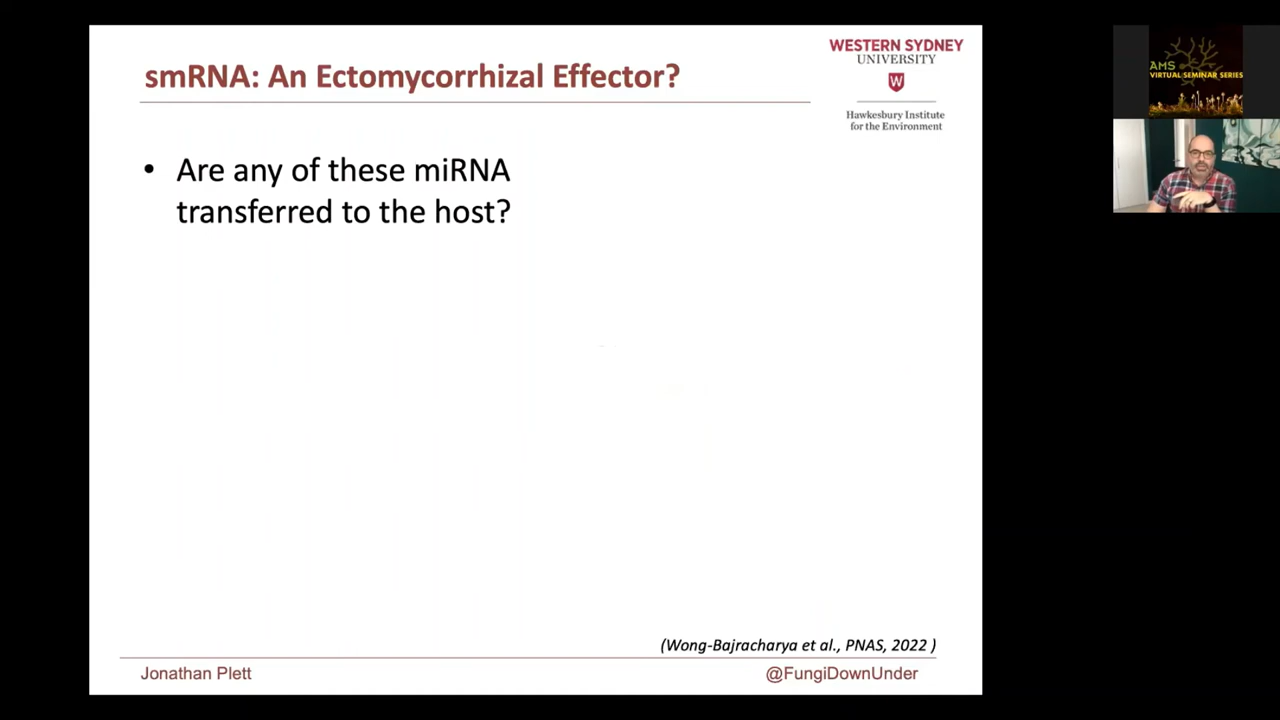 smRNA: An Ectomycorrhizal Effector?
WESTERN SYDNEY
UNIVERSITY
W
Hawkesbury Institute
for the Environment
• Are any of these miRNA
transferred to the host?
(Wong-Bajracharya et al., PNAS, 2022 )
Jonathan Plett
@FungiDownUnder
AMS
VIRTUAL SEMINAR SERIES